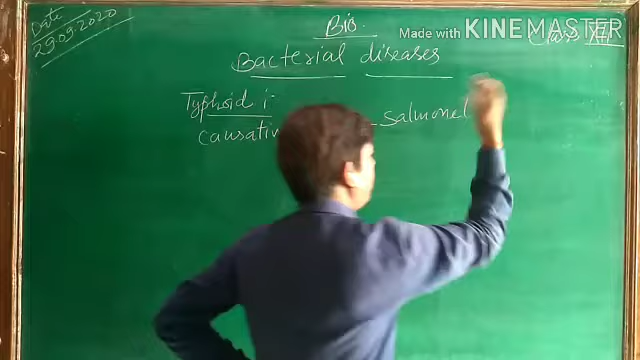 Date
29.09.2020
Bio.
Made with KINEMASTER
Class XII
Bacterial diseases
Typhoid :-
Causativ
Salmonel